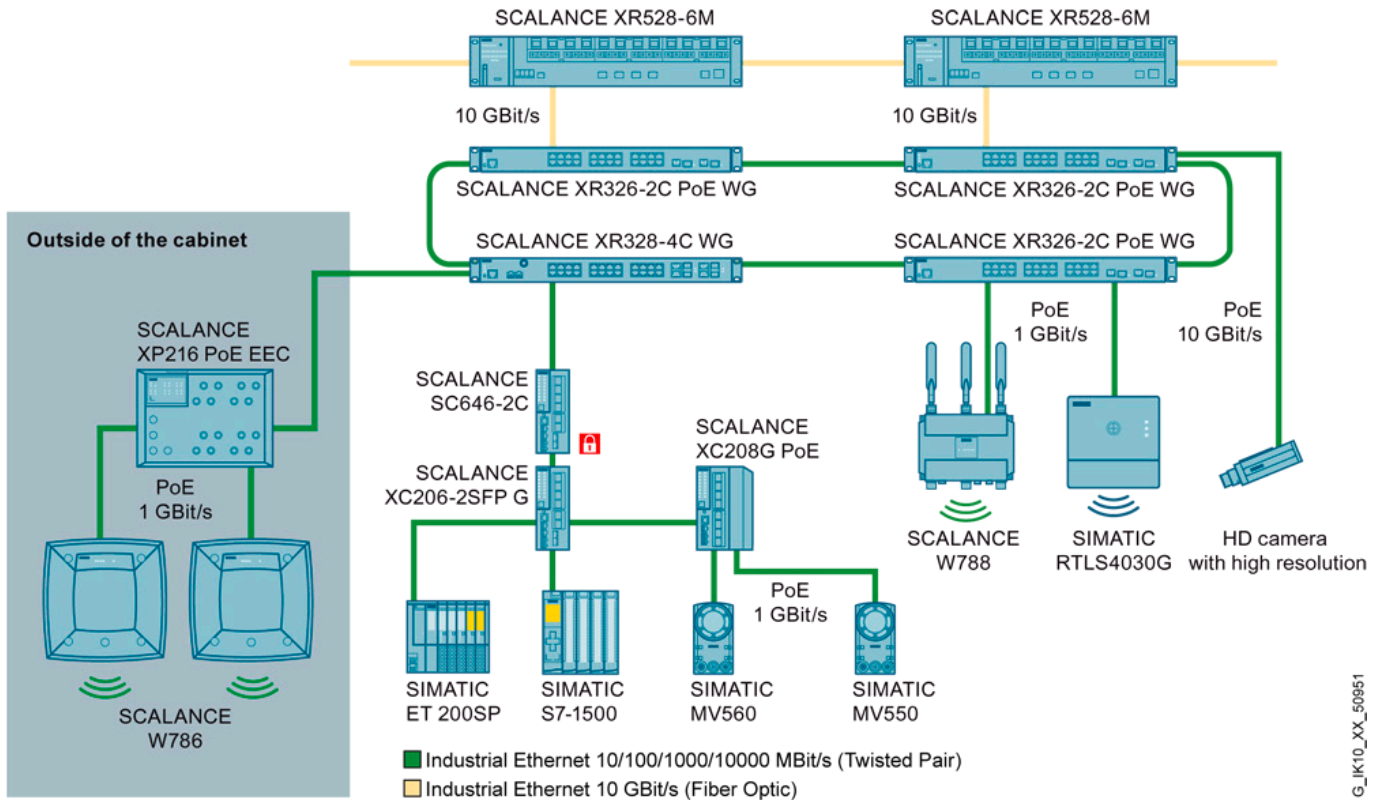 SCALANCE XR528-6M
SCALANCE XR528-6M
10 GBit/s
10 GBit/s
SCALANCE XR326-2C PoE WG
SCALANCE XR326-2C PoE WG
Outside of the cabinet
SCALANCE XR328-4C WG
SCALANCE XR326-2C PoE WG
SCALANCE
XP216 PoE EEC
PoE
1 GBit/s
PoE
10 GBit/s
SCALANCE
SC646-2C
SCALANCE
XC208G PoE
SCALANCE
XC206-2SFP G
PoE
1 GBit/s
SCALANCE
W788
SIMATIC
RTLS4030G
HD camera
with high resolution
PoE
1 GBit/s
SIMATIC
ET 200SP
SIMATIC
S7-1500
SIMATIC
MV560
SIMATIC
MV550
SCALANCE
W786
Industrial Ethernet 10/100/1000/10000 MBit/s (Twisted Pair)
Industrial Ethernet 10 GBit/s (Fiber Optic)
G_IK10_XX_50951